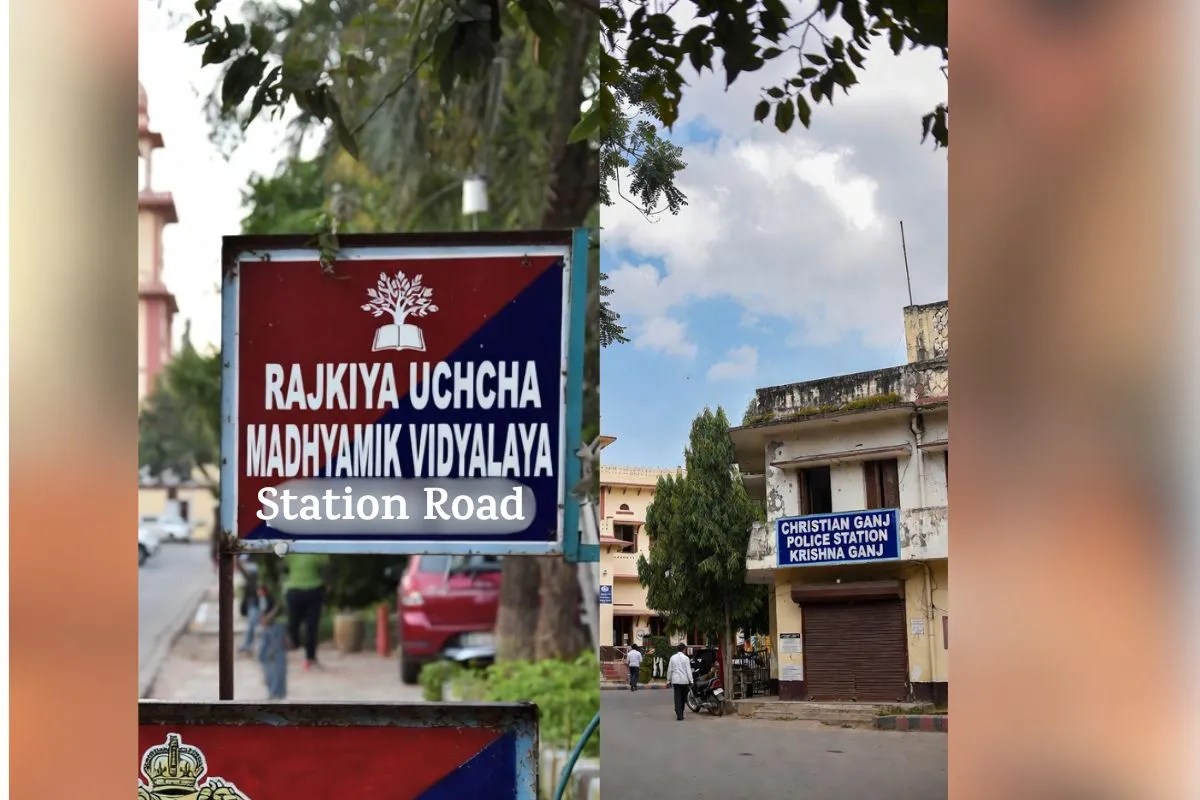 RAJKIYA UCHCHA
MADHYAMIK VIDYALAYA
Station Road
CHRISTIAN GANJ
POLICE STATION
KRISHNA GANJ